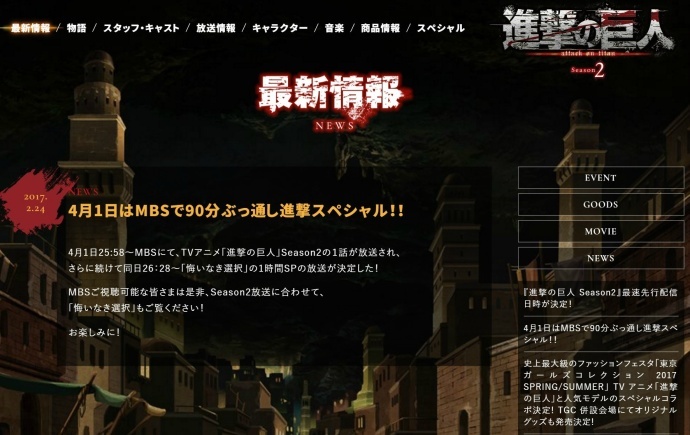 最新情報 / 物語 / スタッフ・キャスト / 放送情報 / キャラクター / 音楽 / 商品情報 / スペシャル
進撃の巨人
attack on titan
Season2
最新情報
NEWS
2017.
2.24
NEWS
4月1日はMBSで90分ぶっ通し進撃スペシャル!!
4月1日25:58～MBSにて、TVアニメ「進撃の巨人」Season2の1話が放送され、
さらに続けて同日26:28～「悔いなき選択」の1時間SPの放送が決定した!
MBSご視聴可能な皆さまは是非、Season2放送に合わせて、
「悔いなき選択」もご覧ください!
お楽しみに!
EVENT
GOODS
MOVIE
NEWS
『進撃の巨人 Season2』最速先行配信
日時が決定!
4月1日はMBSで90分ぶっ通し進撃スペ
シャル!!
史上最大級のファッションフェスタ「東京
ガールズコレクション 2017
SPRING/SUMMER」 TV アニメ「進撃
の巨人」と人気モデルのスペシャルコラ
ボ決定! TGC 併設会場にてオリジナル
グッズも発売決定!